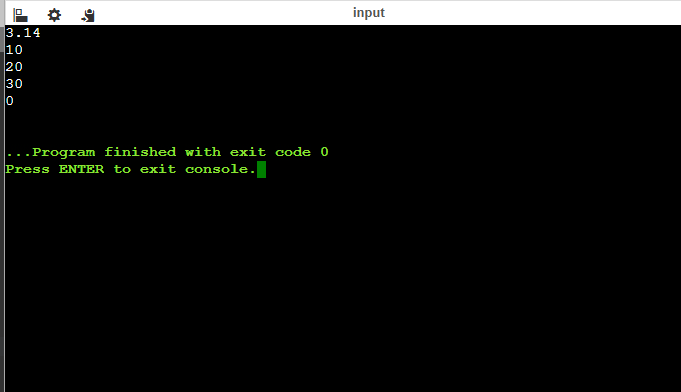 input
3.14
10
20
30
0
...Program finished with exit code 0
Press ENTER to exit console.